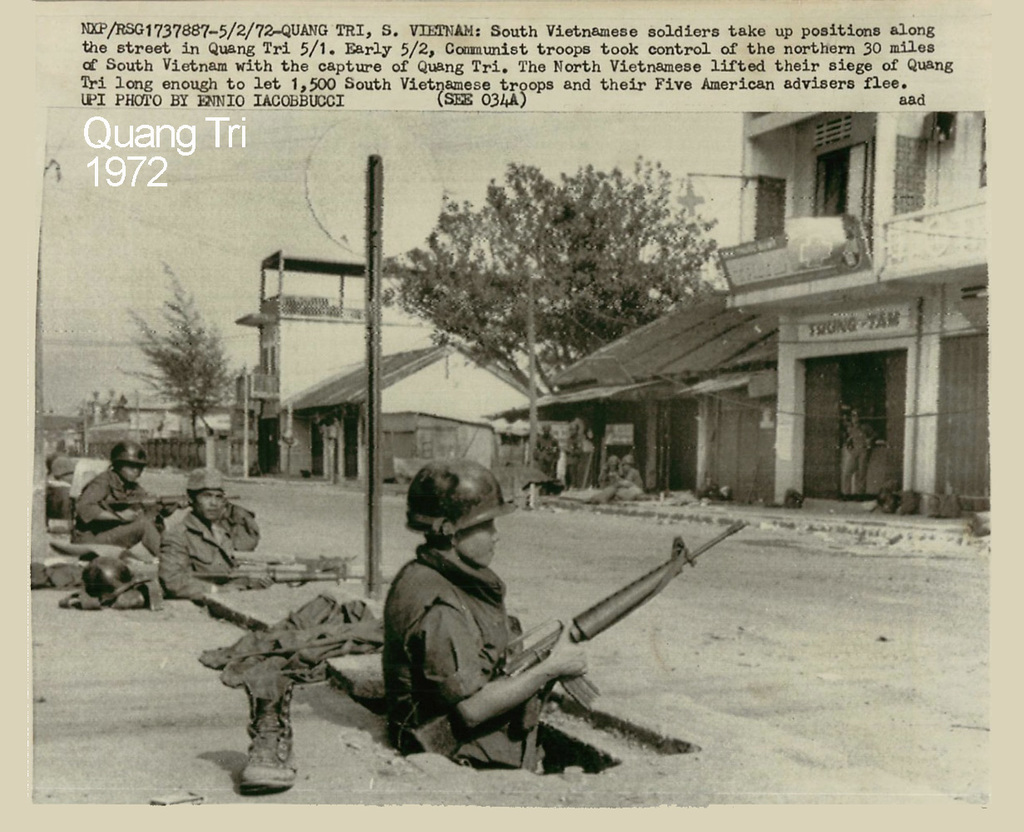 NXP/RSG1737887-5/2/72-QUANG TRI, S. VIETNAM: South Vietnamese soldiers take up positions along
the street in Quang Tri 5/1. Early 5/2, Communist troops took control of the northern 30 miles
of South Vietnam with the capture of Quang Tri. The North Vietnamese lifted their siege of Quang
Tri long enough to let 1,500 South Vietnamese troops and their Five American advisers flee.
UPI PHOTO BY ENNIO IACOBBUCCI (SEE 034A) aad
Quang Tri
1972
TRUNG-TAM